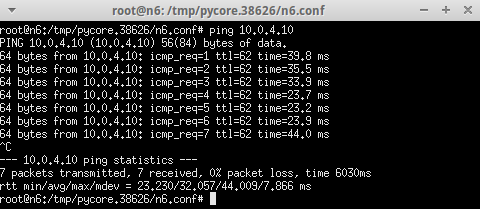 root@n6: /tmp/pycore.38626/n6.conf
root@n6:/tmp/pycore.38626/n6.conf# ping 10.0.4.10
PING 10.0.4.10 (10.0.4.10) 56(84) bytes of data.
64 bytes from 10.0.4.10: icmp_req=1 ttl=62 time=39.8 ms
64 bytes from 10.0.4.10: icmp_req=2 ttl=62 time=35.5 ms
64 bytes from 10.0.4.10: icmp_req=3 ttl=62 time=33.9 ms
64 bytes from 10.0.4.10: icmp_req=4 ttl=62 time=23.7 ms
64 bytes from 10.0.4.10: icmp_req=5 ttl=62 time=23.2 ms
64 bytes from 10.0.4.10: icmp_req=6 ttl=62 time=23.9 ms
64 bytes from 10.0.4.10: icmp_req=7 ttl=62 time=44.0 ms
^C
--- 10.0.4.10 ping statistics ---
7 packets transmitted, 7 received, 0% packet loss, time 6030ms
rtt min/avg/max/mdev = 23.230/32.057/44.009/7.866 ms
root@n6:/tmp/pycore.38626/n6.conf#